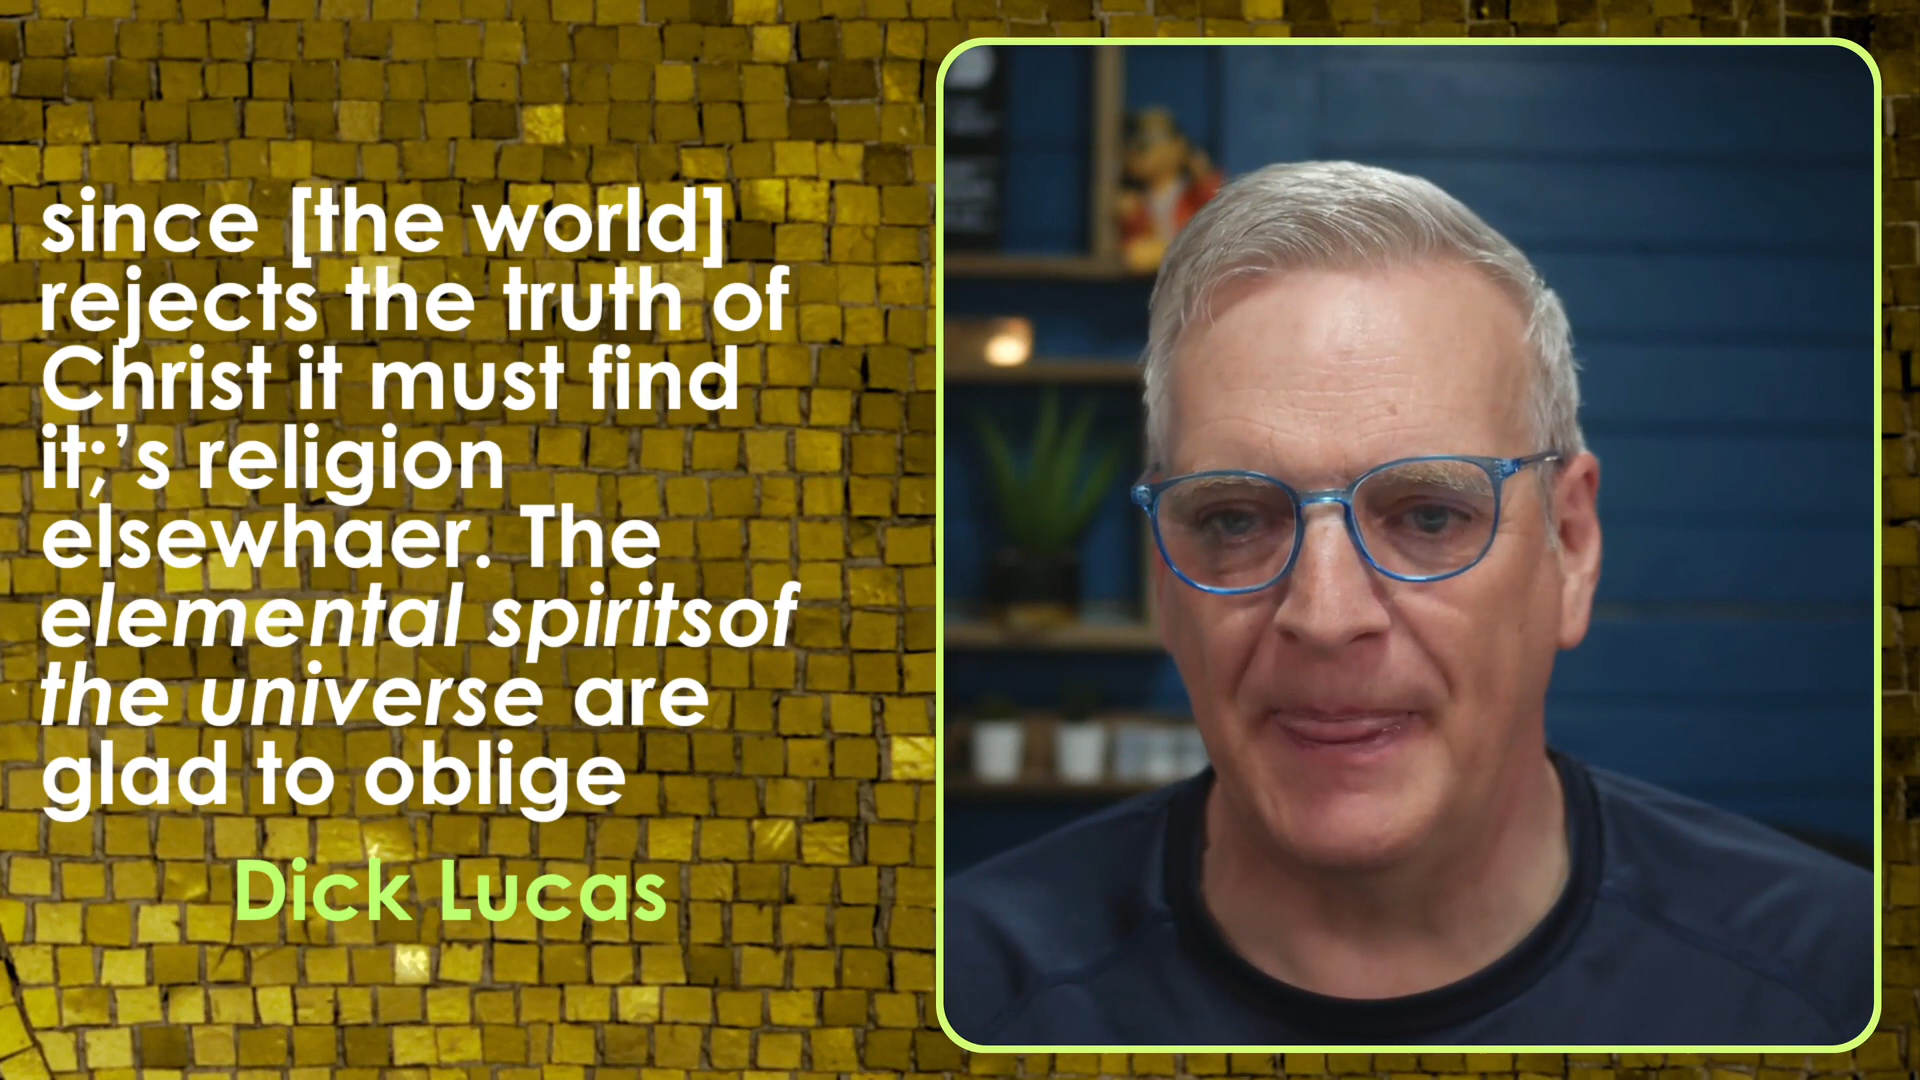 since [the world]
rejects the truth of
Christ it must find
it;’s religion
elsewhaer. The
elemental spiritsof
the universe are
glad to oblige
Dick Lucas